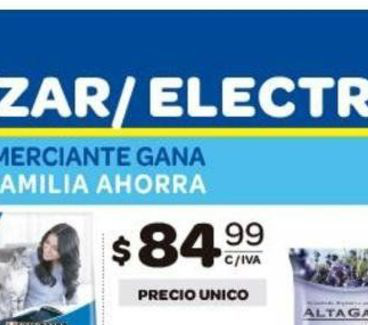 ZAR/ ELECTR
MERCIANTE GANA
AMILIA AHORRA
$84.99
C/IVA
PRECIO UNICO
ALTAGA